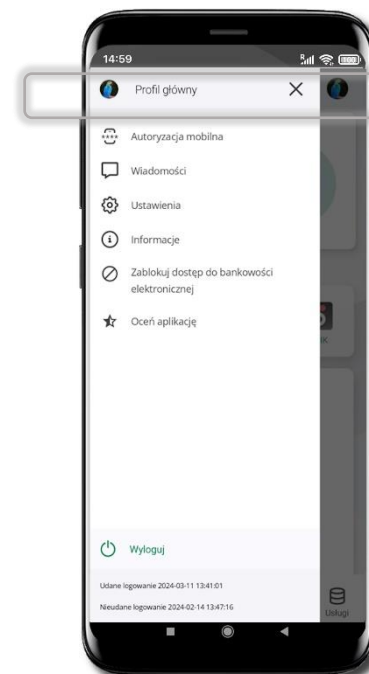 14:59
Profil główny
Autoryzacja mobilna
Wiadomości
Ustawienia
Informacje
Zablokuj dostęp do bankowości
elektronicznej
Oceń aplikację
Wyloguj
Udane logowanie 2024-03-11 13:41:01
Nieudane logowanie 2024-02-14 13:47:16
Usługi